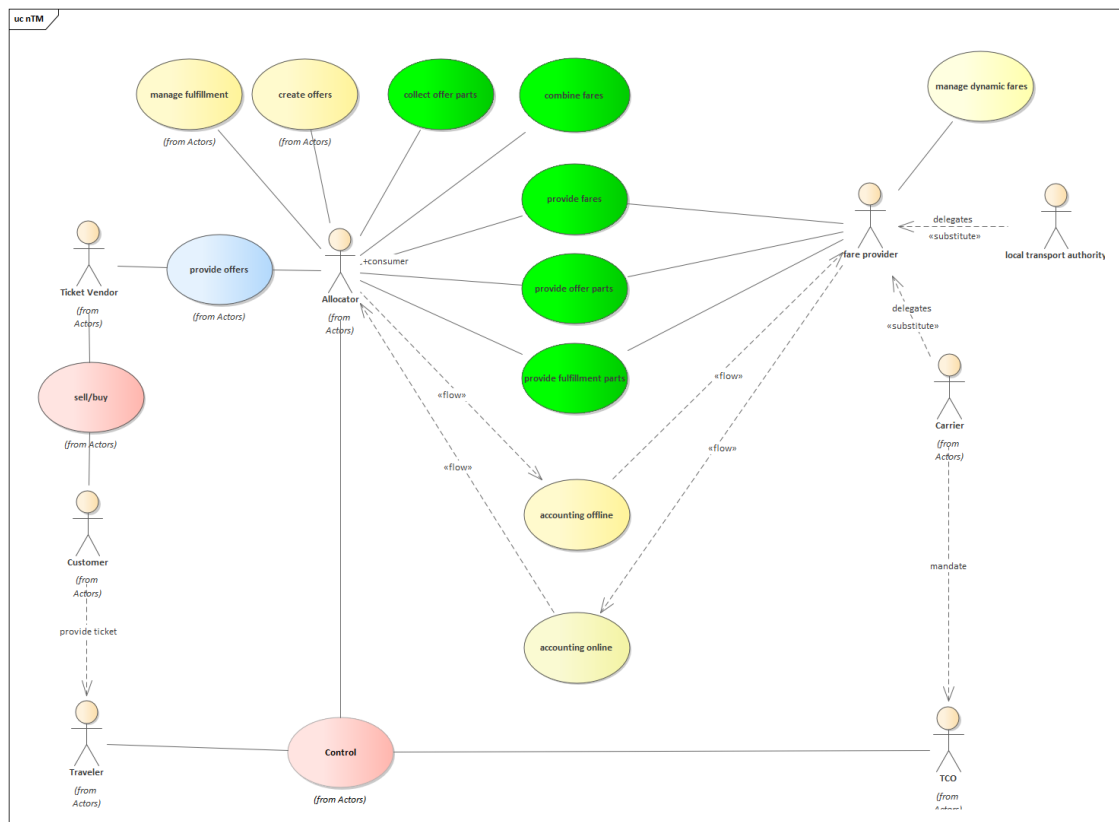 uc nTM
manage fulfillment
(from Actors)
create offers
(from Actors)
collect offer parts
combine fares
manage dynamic fares
provide fares
+consumer
Ticket Vendor
(from
Actors)
provide offers
(from Actors)
Allocator
(from
Actors)
provide offer parts
fare provider
delegates
«substitute»
local transport authority
delegates
«substitute»
provide fulfillment parts
sell/buy
(from Actors)
«flow»
«flow»
«flow»
«flow»
Carrier
(from
Actors)
accounting offline
Customer
(from
Actors)
mandate
provide ticket
accounting online
Traveler
(from
Actors)
Control
(from Actors)
TCO
(from
Actors)